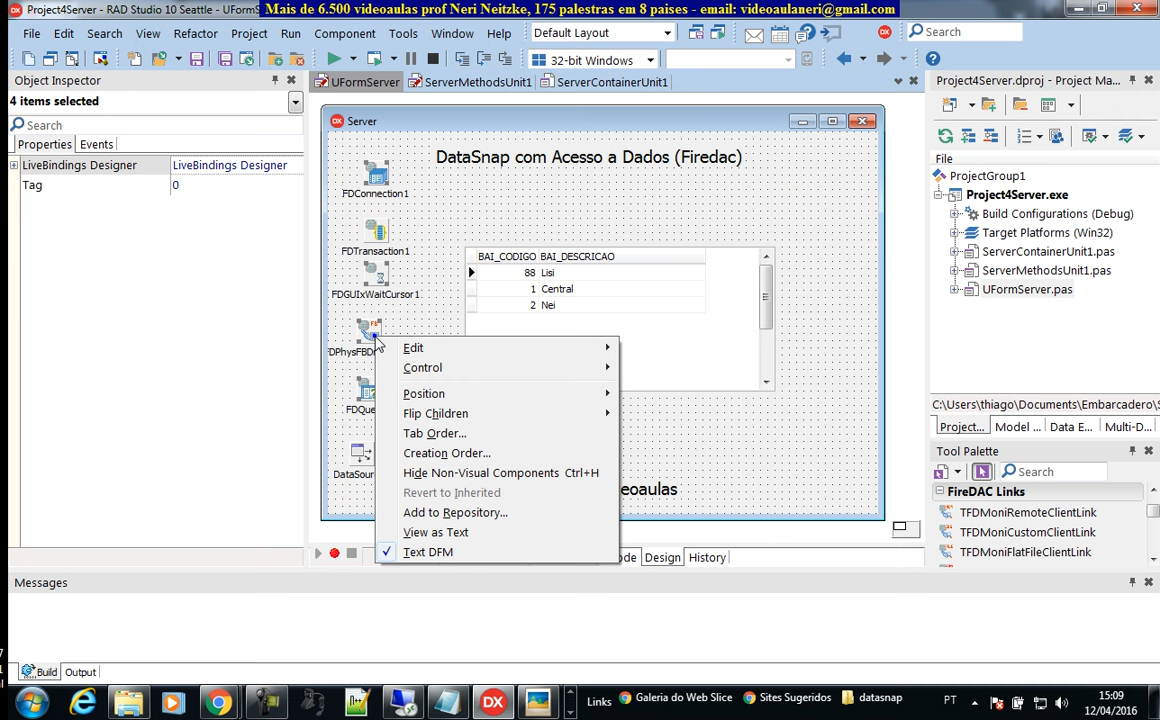 Project4Server - RAD Studio 10 Seattle - UFormS
Mais de 6.500 videoaulas prof Neri Neitzke, 175 palestras em 8 paises - email: videoaulaneri@gmail.com
File Edit Search View Refactor Project Run Component Tools Window Help
Default Layout
Search
32-bit Windows
Object Inspector
4 items selected
Search
Properties Events
LiveBindings Designer LiveBindings Designer
Tag 0
UFormServer ServerMethodsUnit1 ServerContainerUnit1
Server
DataSnap com Acesso a Dados (Firedac)
FDConnection1
FDTransaction1
FDGUIxWaitCursor1
FDPhysFBD
FDQue
DataSour
BAI_CODIGO BAI_DESCRICAO
88 Lisi
1 Central
2 Nei
Edit
Control
Position
Flip Children
Tab Order...
Creation Order...
Hide Non-Visual Components Ctrl+H
Revert to Inherited
Add to Repository...
View as Text
Text DFM
eoaulas
ode Design History
Project4Server.dproj - Project Ma...
File
ProjectGroup1
Project4Server.exe
Build Configurations (Debug)
Target Platforms (Win32)
ServerContainerUnit1.pas
ServerMethodsUnit1.pas
UFormServer.pas
C:\Users\thiago\Documents\Embarcadero\S
Project... Model ... Data E... Multi-D...
Tool Palette
Search
FireDAC Links
TFDMoniRemoteClientLink
TFDMoniCustomClientLink
TFDMoniFlatFileClientLink
Messages
Build Output
Links Galeria do Web Slice Sites Sugeridos datasnap PT
15:09
12/04/2016